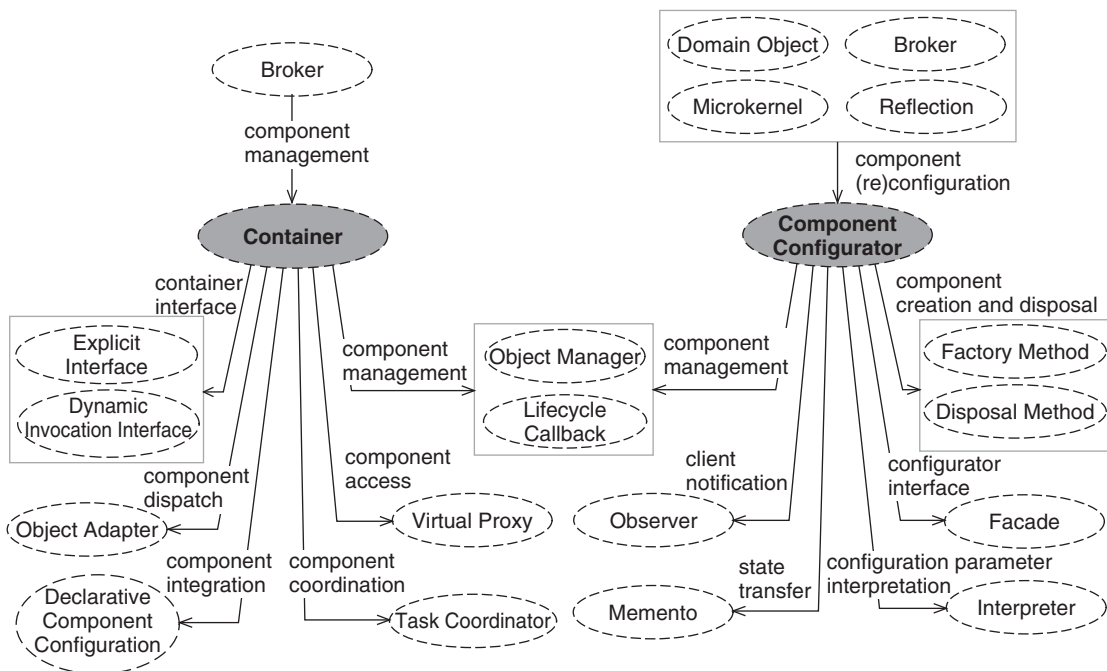 Domain Object
Broker
Microkernel
Reflection
Broker
component
management
component
(re)configuration
Container
Component
Configurator
container
interface
Explicit
Interface
Dynamic
Invocation Interface
component
management
Object Manager
Lifecycle
Callback
component
management
component
creation and disposal
Factory Method
Disposal Method
component
dispatch
Object Adapter
component
access
Virtual Proxy
client
notification
Observer
configurator
interface
Facade
component
integration
Declarative
Component
Configuration
component
coordination
Task Coordinator
state
transfer
Memento
configuration parameter
interpretation
Interpreter